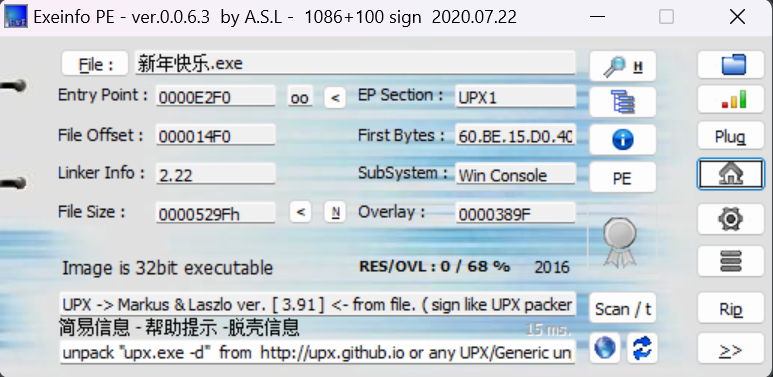 Exeinfo PE - ver.0.0.6.3 by A.S.L - 1086+100 sign 2020.07.22
File : 新年快乐.exe H
Entry Point : 0000E2F0 oo < EP Section : UPX1
File Offset : 000014F0 First Bytes : 60.BE.15.D0.40 Plug
Linker Info : 2.22 SubSystem : Win Console PE
File Size : 0000529Fh < N Overlay : 0000389F
Image is 32bit executable RES/OVL : 0 / 68 % 2016
UPX -> Markus & Laszlo ver. [ 3.91 ] <- from file. ( sign like UPX packer Scan / t Rip
简易信息 - 帮助提示 -脱壳信息 15 ms.
unpack "upx.exe -d" from http://upx.github.io or any UPX/Generic un >>